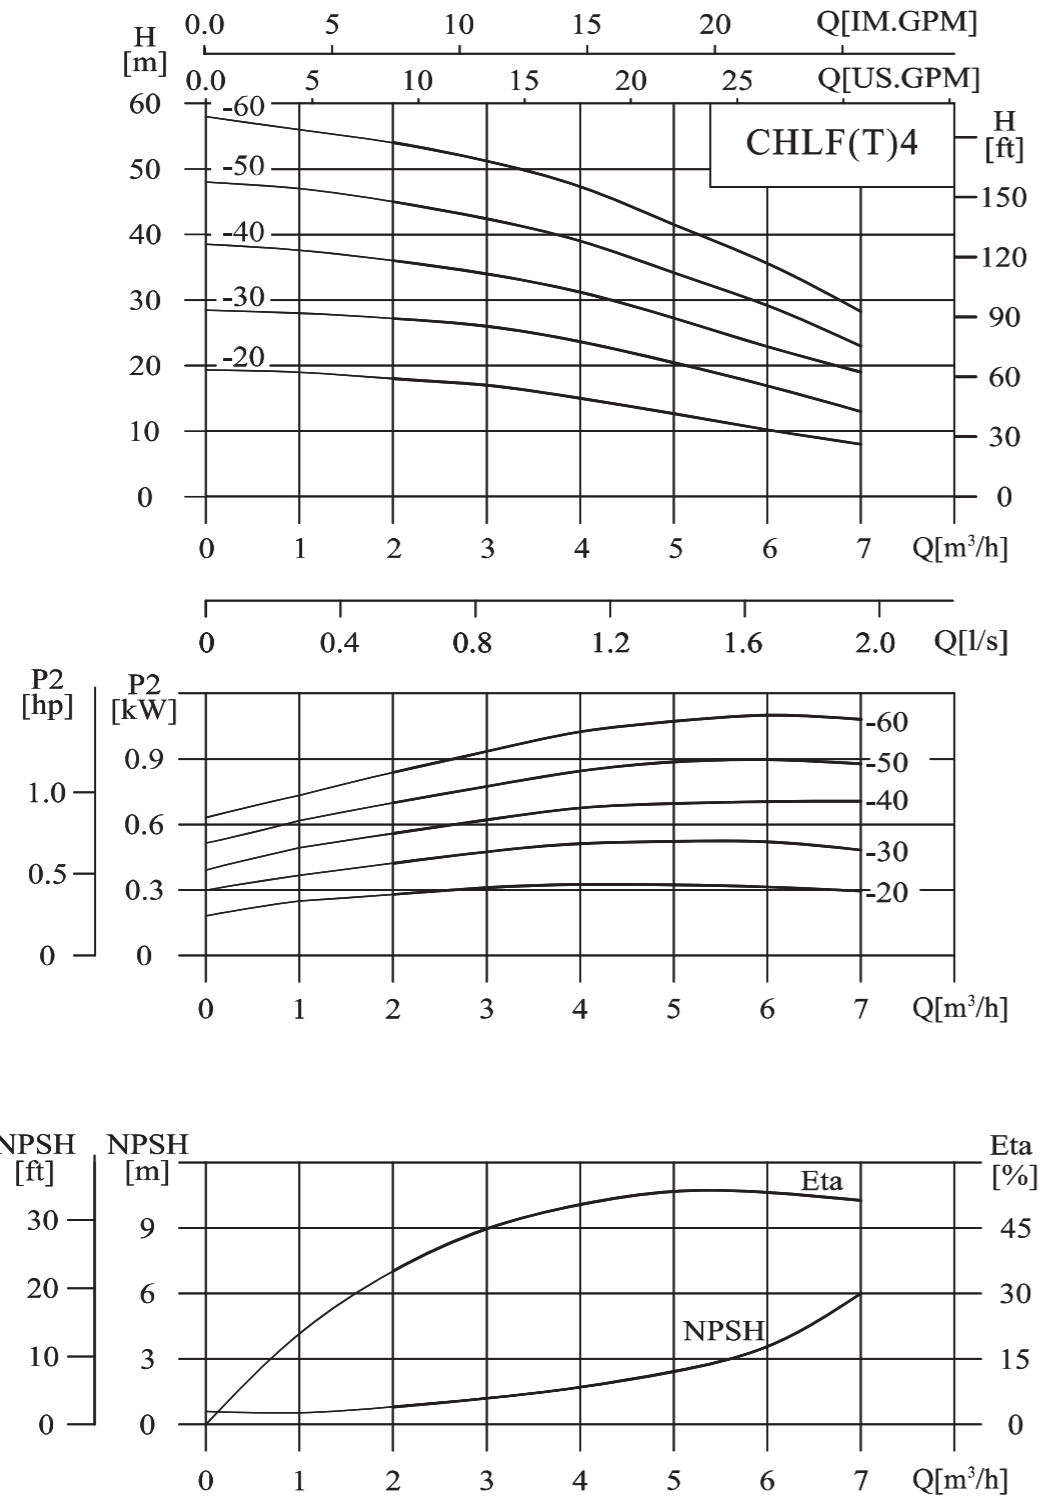 0.0 5 10 15 20 Q[IM.GPM]
H
[m]
0.0 5 10 15 20 25 Q[US.GPM]
60 -60
CHLF(T)4
H
[ft]
50 -50
150
40 -40
120
30 -30
90
20 -20
60
10
30
0 0
0 1 2 3 4 5 6 7 Q[m³/h]
0 0.4 0.8 1.2 1.6 2.0 Q[l/s]
P2
[hp]
P2
[kW]
-60
0.9 -50
1.0 -40
0.6
-30
0.5 0.3 -20
0 0
0 1 2 3 4 5 6 7 Q[m³/h]
NPSH
[ft]
NPSH
[m]
Eta
[%]
Eta
30 9 45
20 6 30
NPSH
10 3 15
0 0 0
0 1 2 3 4 5 6 7 Q[m³/h]